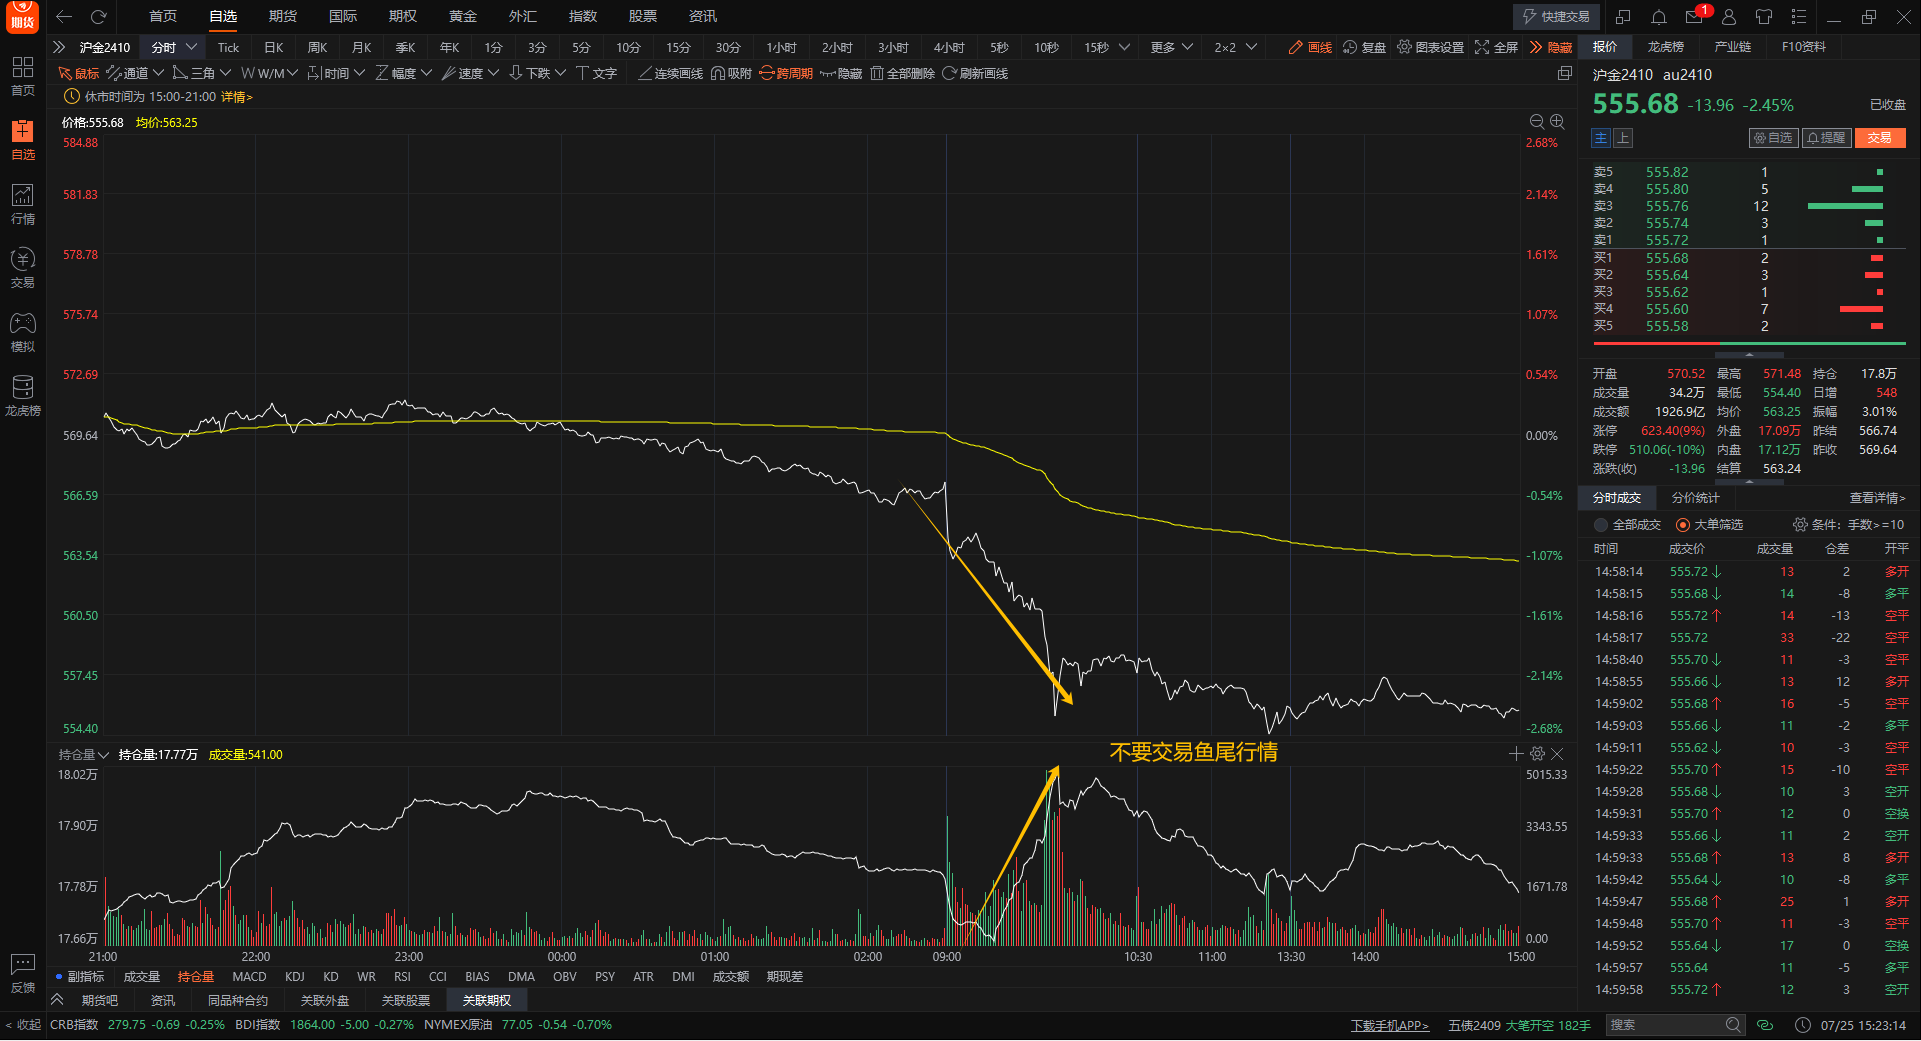 期货
首页 自选 期货 国际 期权 黄金 外汇 指数 股票 资讯
快捷交易 1
沪金2410 分时 Tick 日K 周K 月K 季K 年K 1分 3分 5分 10分 15分 30分 1小时 2小时 3小时 4小时 5秒 10秒 15秒 更多 2×2 画线 复盘 图表设置 全屏 隐藏
鼠标 通道 三角 W/M 时间 幅度 速度 下跌 文字 连续画线 吸附 跨周期 隐藏 全部删除 刷新画线
休市时间为 15:00-21:00 详情>
价格:555.68 均价:563.25
首页
自选
行情
交易
模拟
龙虎榜
反馈
< 收起
584.88 2.68%
581.83 2.14%
578.78 1.61%
575.74 1.07%
572.69 0.54%
569.64 0.00%
566.59 -0.54%
563.54 -1.07%
560.50 -1.61%
557.45 -2.14%
554.40 -2.68%
不要交易鱼尾行情
持仓量 持仓量:17.77万 成交量:541.00
18.02万 5015.33
17.90万 3343.55
17.78万 1671.78
17.66万 0.00
21:00 22:00 23:00 00:00 01:00 02:00 09:00 10:30 11:00 13:30 14:00 15:00
副指标 成交量 持仓量 MACD KDJ KD WR RSI CCI BIAS DMA OBV PSY ATR DMI 成交额 期现差
期货吧 资讯 同品种合约 关联外盘 关联股票 关联期权
报价 龙虎榜 产业链 F10资料
沪金2410 au2410
555.68 -13.96 -2.45% 已收盘
主 上 自选 提醒 交易
卖5 555.82 1
卖4 555.80 5
卖3 555.76 12
卖2 555.74 3
卖1 555.72 1
买1 555.68 2
买2 555.64 3
买3 555.62 1
买4 555.60 7
买5 555.58 2
开盘 570.52 最高 571.48 持仓 17.8万
成交量 34.2万 最低 554.40 日增 548
成交额 1926.9亿 均价 563.25 振幅 3.01%
涨停 623.40(9%) 外盘 17.09万 昨结 566.74
跌停 510.06(-10%) 内盘 17.12万 昨收 569.64
涨跌(收) -13.96 结算 563.24
分时成交 分价统计 查看详情>
全部成交 大单筛选 条件：手数>=10
时间 成交价 成交量 仓差 开平
14:58:14 555.72↓ 13 2 多开
14:58:15 555.68↓ 14 -8 多平
14:58:16 555.72↑ 14 -13 空平
14:58:17 555.72 33 -22 空平
14:58:40 555.70↓ 11 -3 空平
14:58:55 555.66↓ 13 12 多开
14:59:02 555.68↑ 16 -5 空平
14:59:03 555.66↓ 11 -2 多平
14:59:11 555.62↓ 10 -3 空平
14:59:22 555.70↑ 15 -10 空平
14:59:28 555.68↓ 10 3 空开
14:59:31 555.70↑ 12 0 空换
14:59:33 555.66↓ 11 2 空开
14:59:33 555.68↑ 13 8 多开
14:59:42 555.64↓ 10 -8 多平
14:59:47 555.68↑ 25 1 多开
14:59:48 555.70↑ 11 -3 空平
14:59:52 555.64↓ 17 0 空换
14:59:57 555.64 11 -5 多平
14:59:58 555.72↑ 12 3 空开
CRB指数 279.75 -0.69 -0.25% BDI指数 1864.00 -5.00 -0.27% NYMEX原油 77.05 -0.54 -0.70% 下载手机APP> 五债2409 大笔开空 182手 搜索 07/25 15:23:14